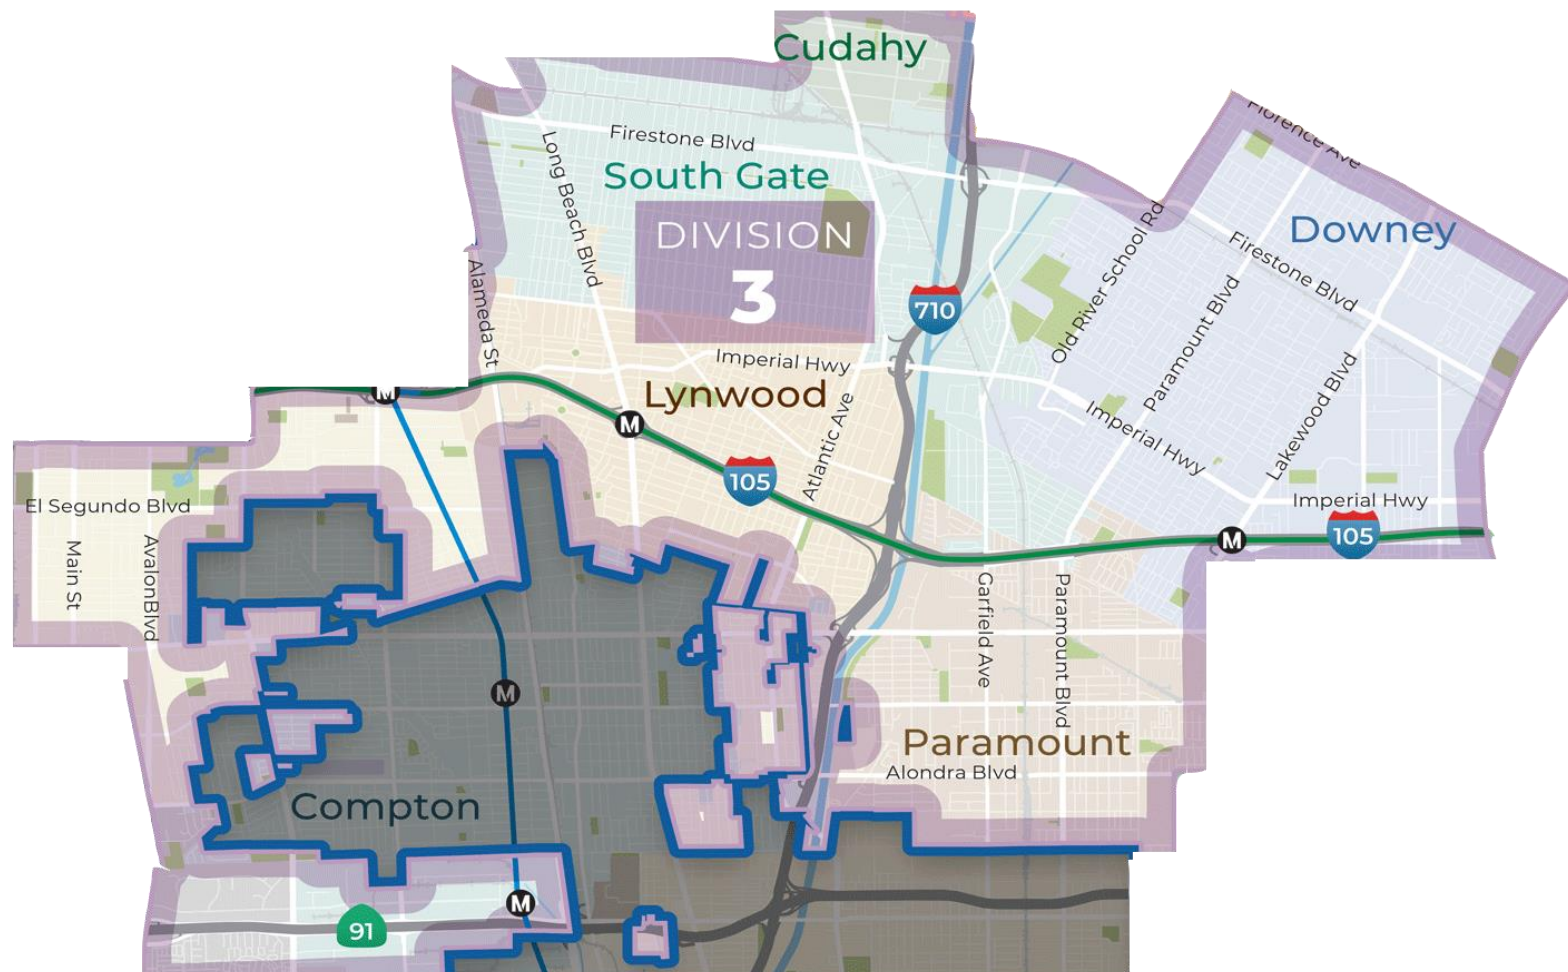 Cudahy
Florence Ave
Firestone Blvd
Long Beach Blvd
South Gate
DIVISION
3
Old River School Rd
Downey
Firestone Blvd
Alameda St
710
Paramount Blvd
Imperial Hwy
Lynwood
Lakewood Blvd
M
M
Atlantic Ave
Imperial Hwy
105
El Segundo Blvd
Imperial Hwy
105
M
Main St
AvalonBlvd
Garfield Ave
Paramount Blvd
M
Paramount
Alondra Blvd
Compton
M
91